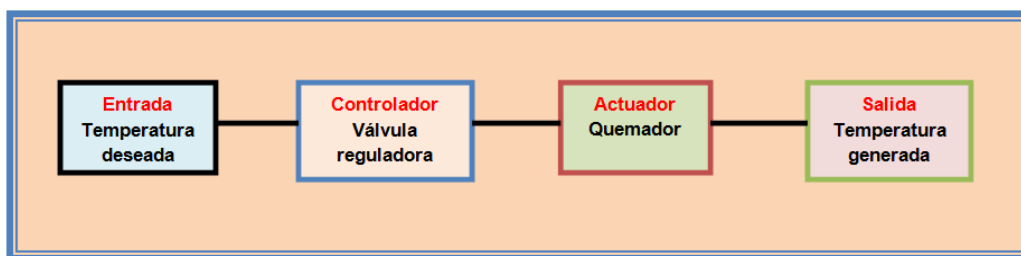 Entrada
Temperatura
deseada
Controlador
Válvula
reguladora
Actuador
Quemador
Salida
Temperatura
generada